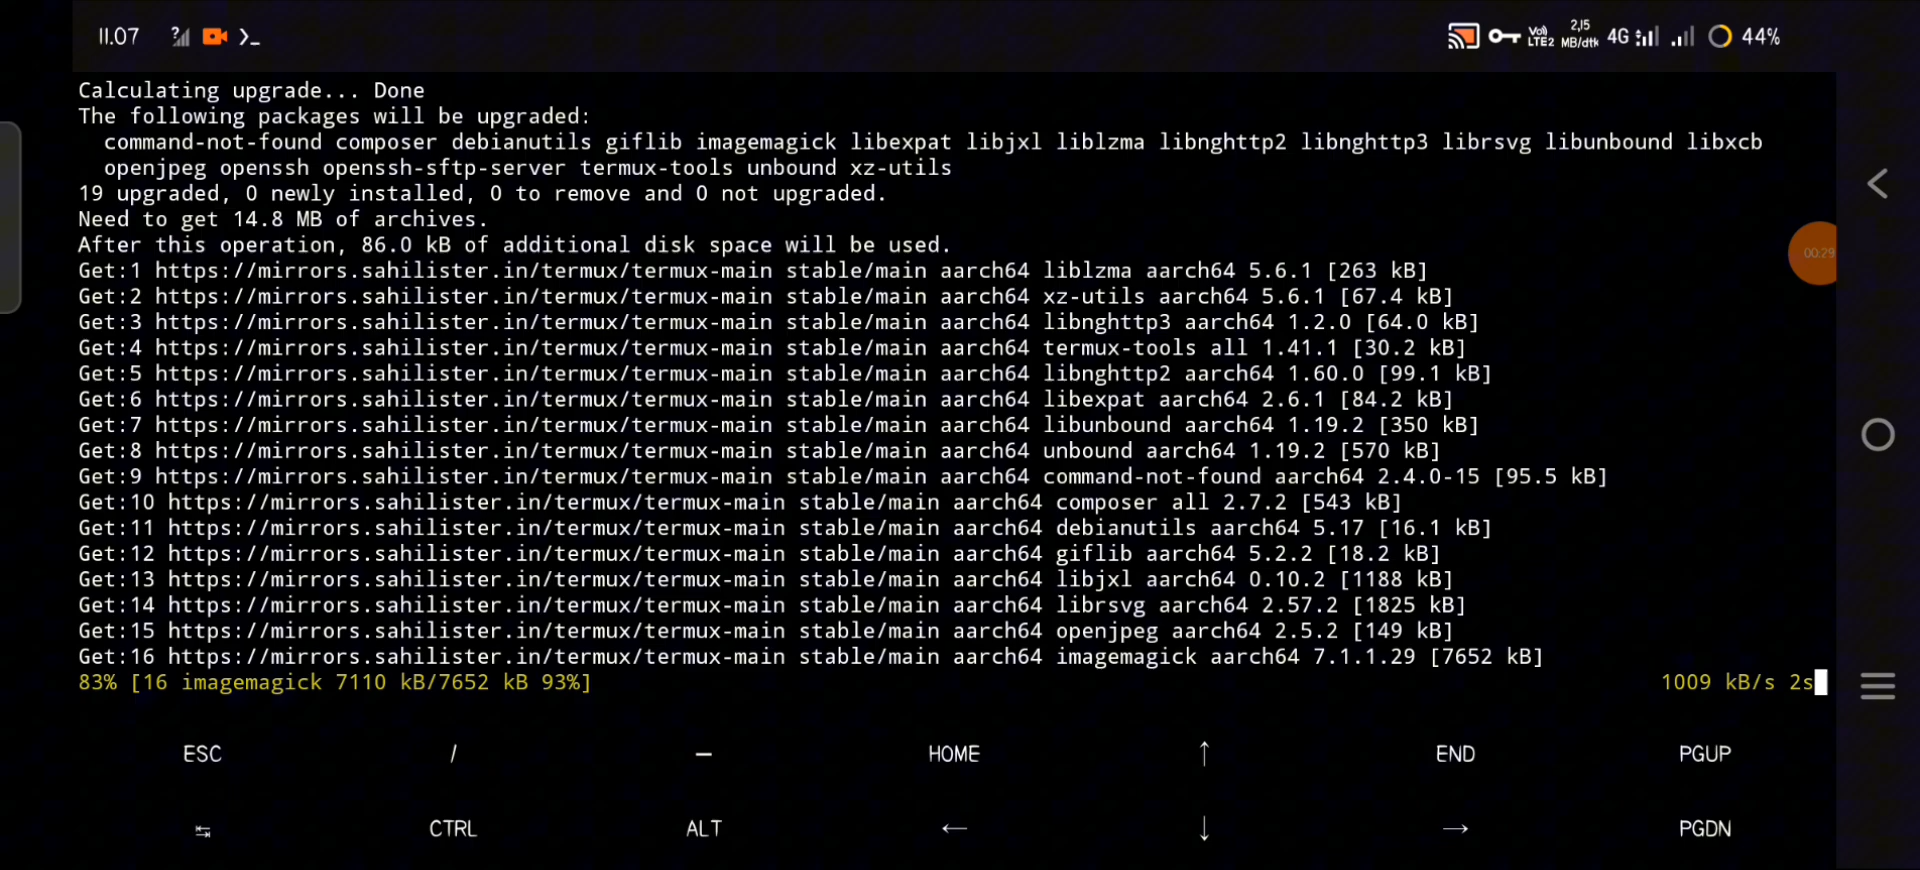 11.07 ? >_ Vo) LTE2 2,15 MB/dtk 4G 44%
Calculating upgrade... Done
The following packages will be upgraded:
command-not-found composer debianutils giflib imagemagick libexpat libjxl liblzma libnghttp2 libnghttp3 librsvg libunbound libxcb
openjpeg openssh openssh-sftp-server termux-tools unbound xz-utils
19 upgraded, 0 newly installed, 0 to remove and 0 not upgraded.
Need to get 14.8 MB of archives.
After this operation, 86.0 kB of additional disk space will be used.
00:29
Get:1 https://mirrors.sahilister.in/termux/termux-main stable/main aarch64 liblzma aarch64 5.6.1 [263 kB]
Get:2 https://mirrors.sahilister.in/termux/termux-main stable/main aarch64 xz-utils aarch64 5.6.1 [67.4 kB]
Get:3 https://mirrors.sahilister.in/termux/termux-main stable/main aarch64 libnghttp3 aarch64 1.2.0 [64.0 kB]
Get:4 https://mirrors.sahilister.in/termux/termux-main stable/main aarch64 termux-tools all 1.41.1 [30.2 kB]
Get:5 https://mirrors.sahilister.in/termux/termux-main stable/main aarch64 libnghttp2 aarch64 1.60.0 [99.1 kB]
Get:6 https://mirrors.sahilister.in/termux/termux-main stable/main aarch64 libexpat aarch64 2.6.1 [84.2 kB]
Get:7 https://mirrors.sahilister.in/termux/termux-main stable/main aarch64 libunbound aarch64 1.19.2 [350 kB]
Get:8 https://mirrors.sahilister.in/termux/termux-main stable/main aarch64 unbound aarch64 1.19.2 [570 kB]
Get:9 https://mirrors.sahilister.in/termux/termux-main stable/main aarch64 command-not-found aarch64 2.4.0-15 [95.5 kB]
Get:10 https://mirrors.sahilister.in/termux/termux-main stable/main aarch64 composer all 2.7.2 [543 kB]
Get:11 https://mirrors.sahilister.in/termux/termux-main stable/main aarch64 debianutils aarch64 5.17 [16.1 kB]
Get:12 https://mirrors.sahilister.in/termux/termux-main stable/main aarch64 giflib aarch64 5.2.2 [18.2 kB]
Get:13 https://mirrors.sahilister.in/termux/termux-main stable/main aarch64 libjxl aarch64 0.10.2 [1188 kB]
Get:14 https://mirrors.sahilister.in/termux/termux-main stable/main aarch64 librsvg aarch64 2.57.2 [1825 kB]
Get:15 https://mirrors.sahilister.in/termux/termux-main stable/main aarch64 openjpeg aarch64 2.5.2 [149 kB]
Get:16 https://mirrors.sahilister.in/termux/termux-main stable/main aarch64 imagemagick aarch64 7.1.1.29 [7652 kB]
83% [16 imagemagick 7110 kB/7652 kB 93%] 1009 kB/s 2s
ESC / — HOME ↑ END PGUP
↹ CTRL ALT ← ↓ → PGDN